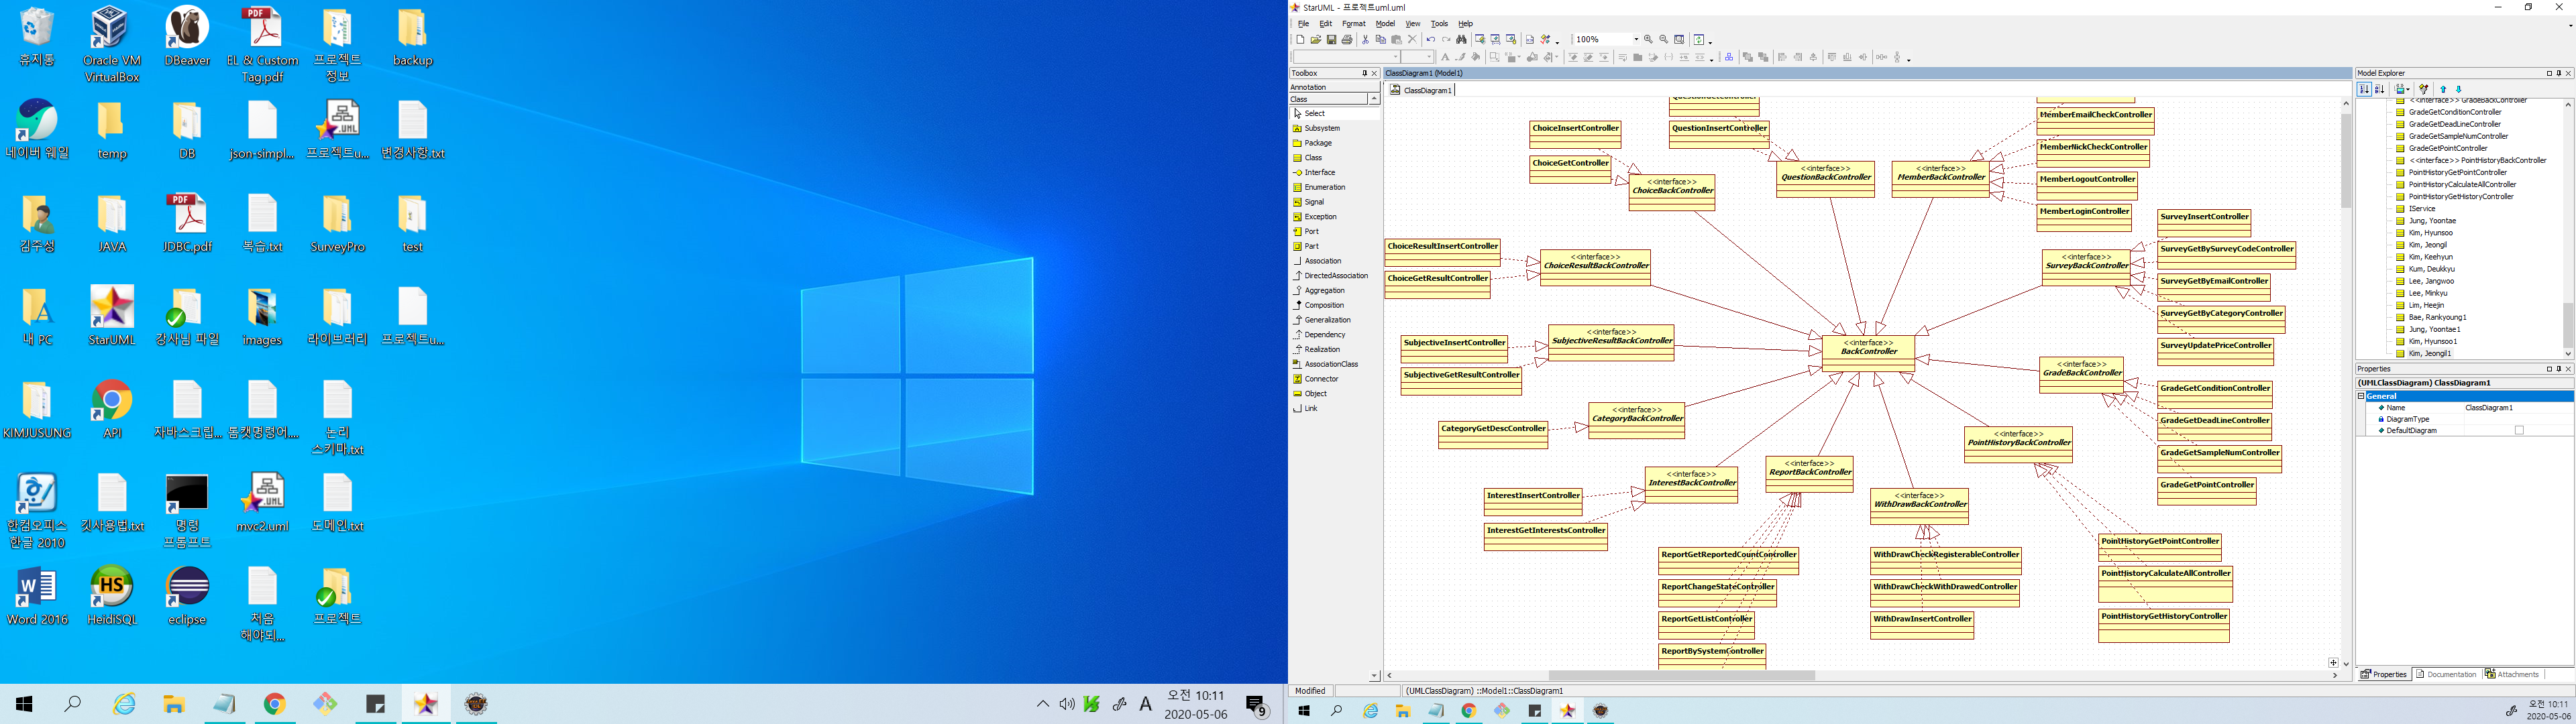 휴지통
Oracle VM
VirtualBox
DBeaver
EL & Custom
Tag.pdf
프로젝트
정보
backup
네이버 웨일
temp
DB
json-simpl...
프로젝트u...
변경사항.txt
김주성
JAVA
JDBC.pdf
복습.txt
SurveyPro
test
내 PC
StarUML
강사님 파일
images
라이브러리
프로젝트u...
KIMJUSUNG
API
자바스크립...
톰캣명령어....
논리
스키마.txt
한컴오피스
한글 2010
깃사용법.txt
명령
프롬프트
mvc2.uml
도메인.txt
Word 2016
HeidiSQL
eclipse
처음
해야되...
프로젝트
A
오전 10:11
2020-05-06
9
StarUML - 프로젝트uml.uml
File Edit Format Model View Tools Help
100%
Toolbox
Annotation
Class
Select
Subsystem
Package
Class
Interface
Enumeration
Signal
Exception
Port
Part
Association
DirectedAssociation
Aggregation
Composition
Generalization
Dependency
Realization
AssociationClass
Connector
Object
Link
ClassDiagram1 (Model1)
ClassDiagram1
QuestionGetController
ChoiceInsertController
QuestionInsertController
MemberEmailCheckController
ChoiceGetController
MemberNickCheckController
<<interface>>
ChoiceBackController
<<interface>>
QuestionBackController
<<interface>>
MemberBackController
MemberLogoutController
MemberLoginController
SurveyInsertController
ChoiceResultInsertController
<<interface>>
ChoiceResultBackController
<<interface>>
SurveyBackController
SurveyGetBySurveyCodeController
ChoiceGetResultController
SurveyGetByEmailController
SurveyGetByCategoryController
SubjectiveInsertController
<<interface>>
SubjectiveResultBackController
<<interface>>
BackController
SurveyUpdatePriceController
SubjectiveGetResultController
<<interface>>
GradeBackController
GradeGetConditionController
<<interface>>
CategoryBackController
CategoryGetDescController
GradeGetDeadLineController
<<interface>>
PointHistoryBackController
GradeGetSampleNumController
<<interface>>
InterestBackController
<<interface>>
ReportBackController
GradeGetPointController
InterestInsertController
<<interface>>
WithDrawBackController
InterestGetInterestsController
PointHistoryGetPointController
ReportGetReportedCountController
WithDrawCheckRegisterableController
PointHistoryCalculateAllController
ReportChangeStateController
WithDrawCheckWithDrawedController
ReportGetListController
WithDrawInsertController
PointHistoryGetHistoryController
ReportBySystemController
Model Explorer
<<interface>> GradeBackController
GradeGetConditionController
GradeGetDeadLineController
GradeGetSampleNumController
GradeGetPointController
<<interface>> PointHistoryBackController
PointHistoryGetPointController
PointHistoryCalculateAllController
PointHistoryGetHistoryController
IService
Jung, Yoontae
Kim, Hyunsoo
Kim, Jeongil
Kim, Keehyun
Kum, Deukkyu
Lee, Jangwoo
Lee, Minkyu
Lim, Heejin
Bae, Rankyoung1
Jung, Yoontae1
Kim, Hyunsoo1
Kim, Jeongil1
Properties
(UMLClassDiagram) ClassDiagram1
General
Name ClassDiagram1
DiagramType
DefaultDiagram
Properties Documentation Attachments
Modified
(UMLClassDiagram) ::Model1::ClassDiagram1
오전 10:11
2020-05-06